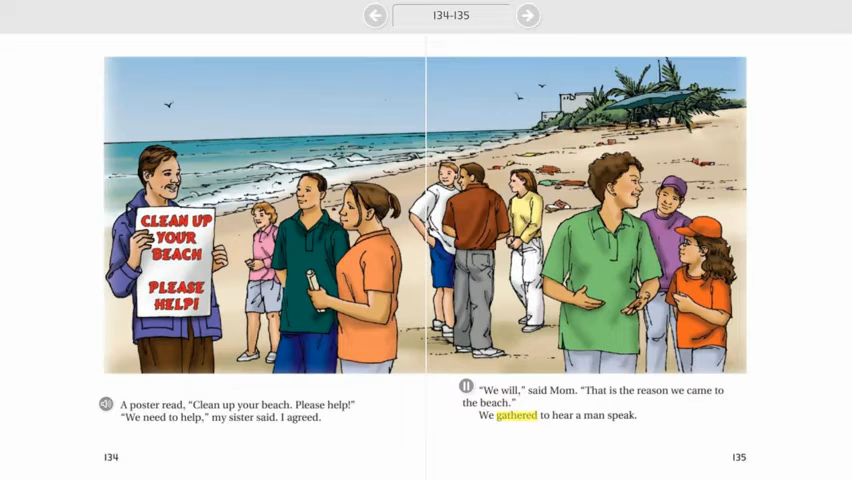 134-135
CLEAN UP
YOUR
BEACH
PLEASE
HELP!
A poster read, “Clean up your beach. Please help!”
“We need to help,” my sister said. I agreed.
“We will,” said Mom. “That is the reason we came to
the beach.”
We gathered to hear a man speak.
134
135